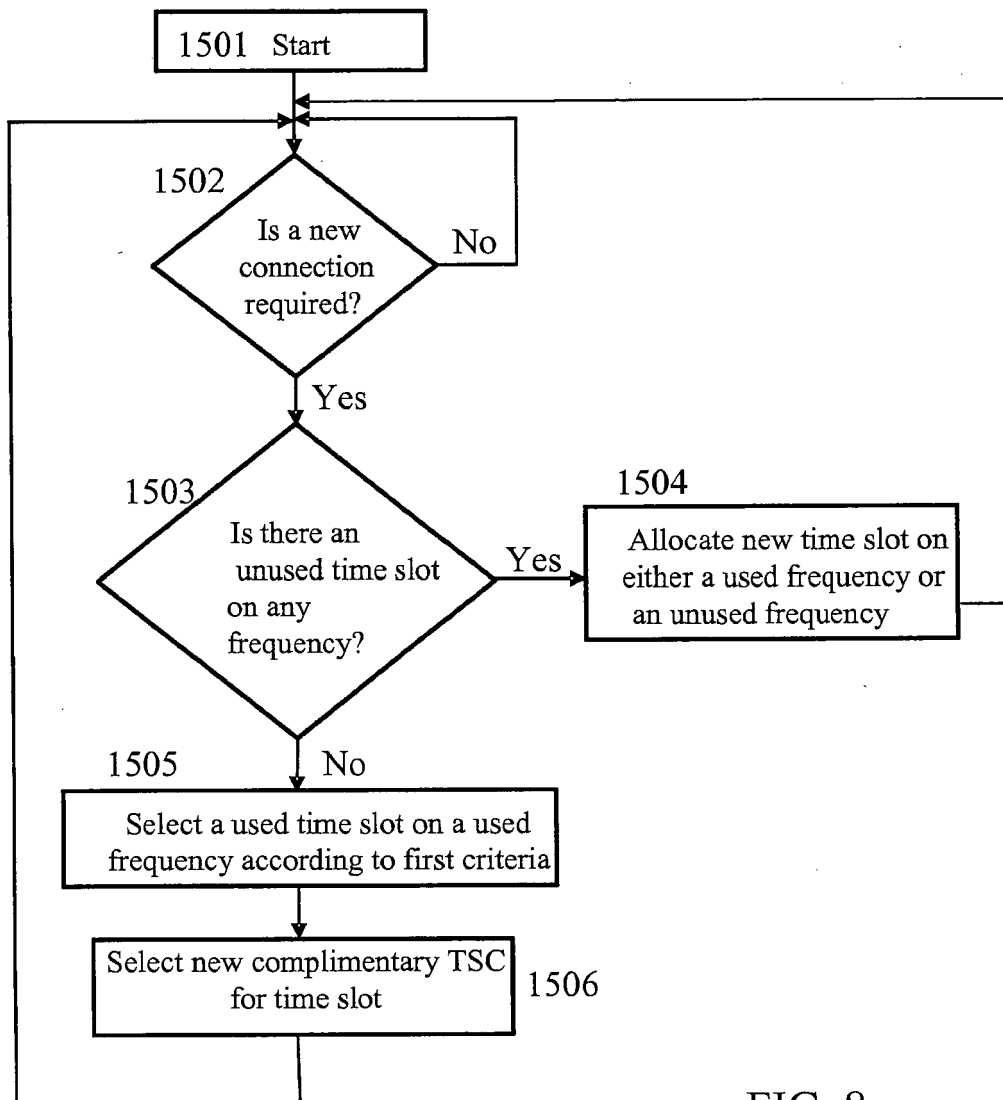 1501 Start
1502
Is a new
connection
required?
No
Yes
1503
Is there an
unused time slot
on any
frequency?
Yes
1504
Allocate new time slot on
either a used frequency or
an unused frequency
No
1505
Select a used time slot on a used
frequency according to first criteria
Select new complimentary TSC
for time slot
1506
FIG. 8